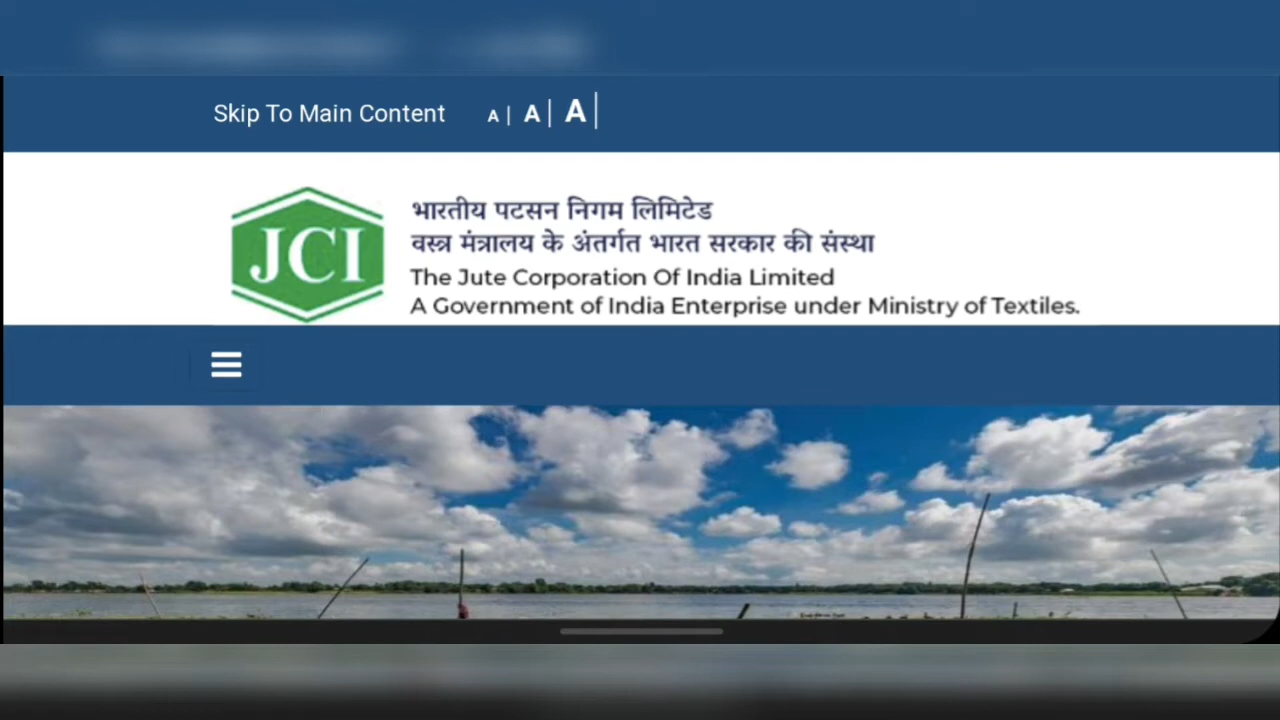 Skip To Main Content A | A | A |
JCI
भारतीय पटसन निगम लिमिटेड
वस्त्र मंत्रालय के अंतर्गत भारत सरकार की संस्था
The Jute Corporation Of India Limited
A Government of India Enterprise under Ministry of Textiles.